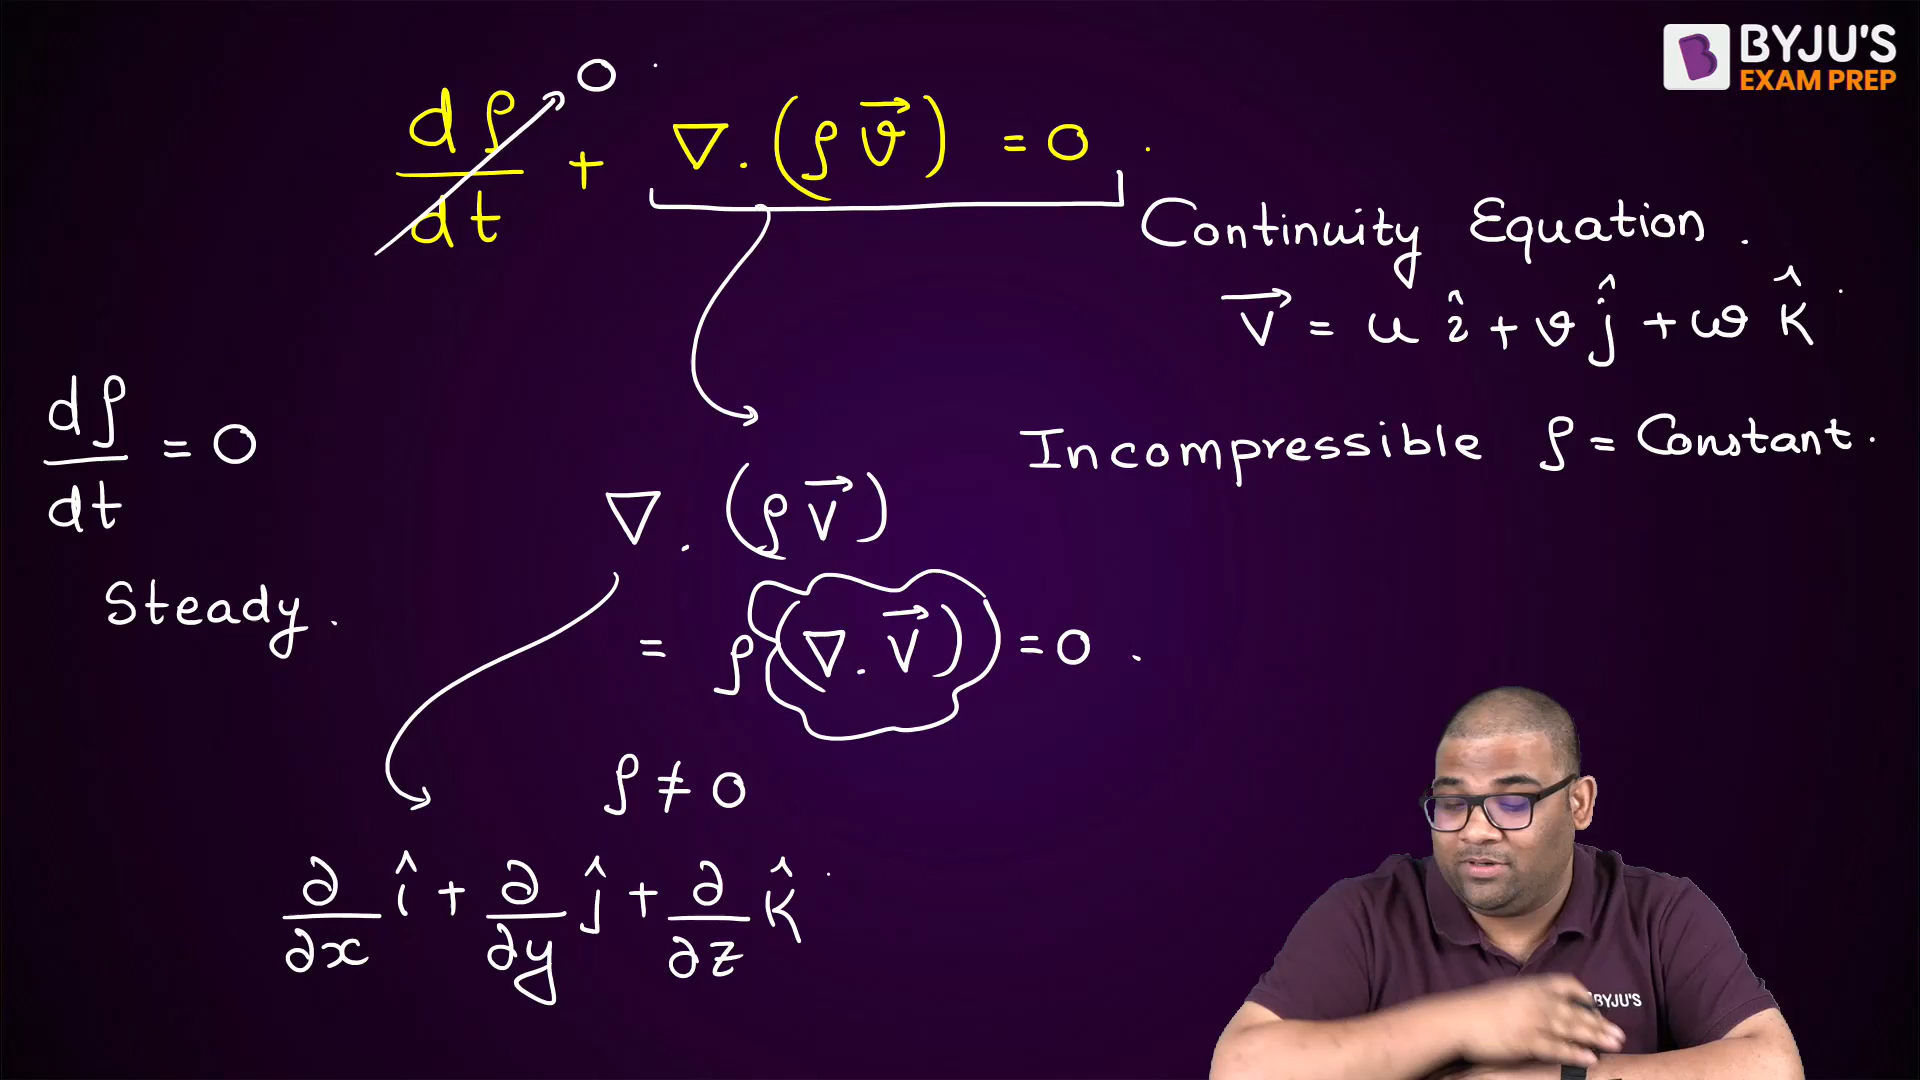 BYJU'S
EXAM PREP
dρ/dt → 0 + ∇.(ρv⃗) = 0
Continuity Equation.
V⃗ = u î + v ĵ + w k̂
dρ/dt = 0
Incompressible ρ = Constant.
∇.(ρV⃗)
Steady.
= ρ(∇.V⃗) = 0.
ρ ≠ 0
∂/∂x î + ∂/∂y ĵ + ∂/∂z k̂
BYJU'S